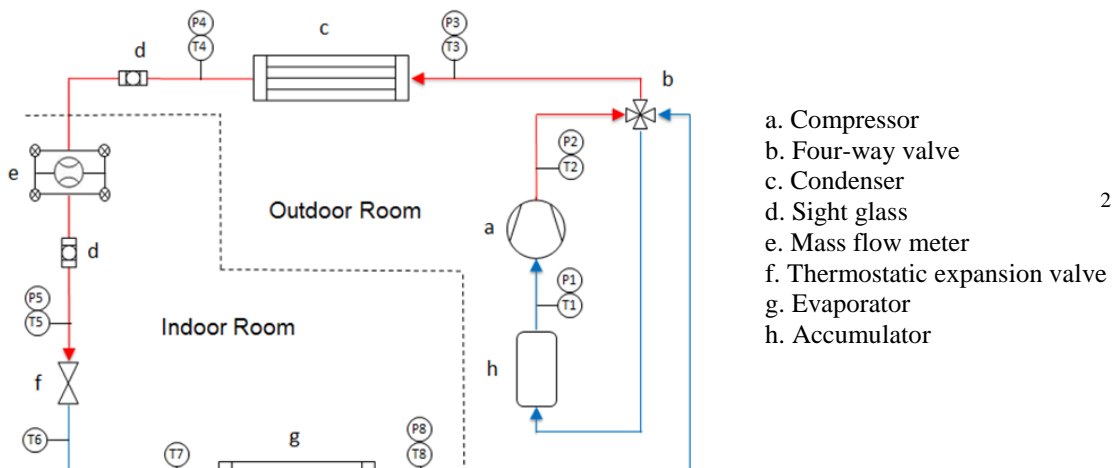 P4
T4
c
P3
T3
d
b
a. Compressor
b. Four-way valve
c. Condenser
d. Sight glass
e. Mass flow meter
f. Thermostatic expansion valve
g. Evaporator
h. Accumulator
2
P2
T2
e
Outdoor Room
a
d
P1
T1
P5
T5
Indoor Room
f
h
T6
T7
g
P8
T8